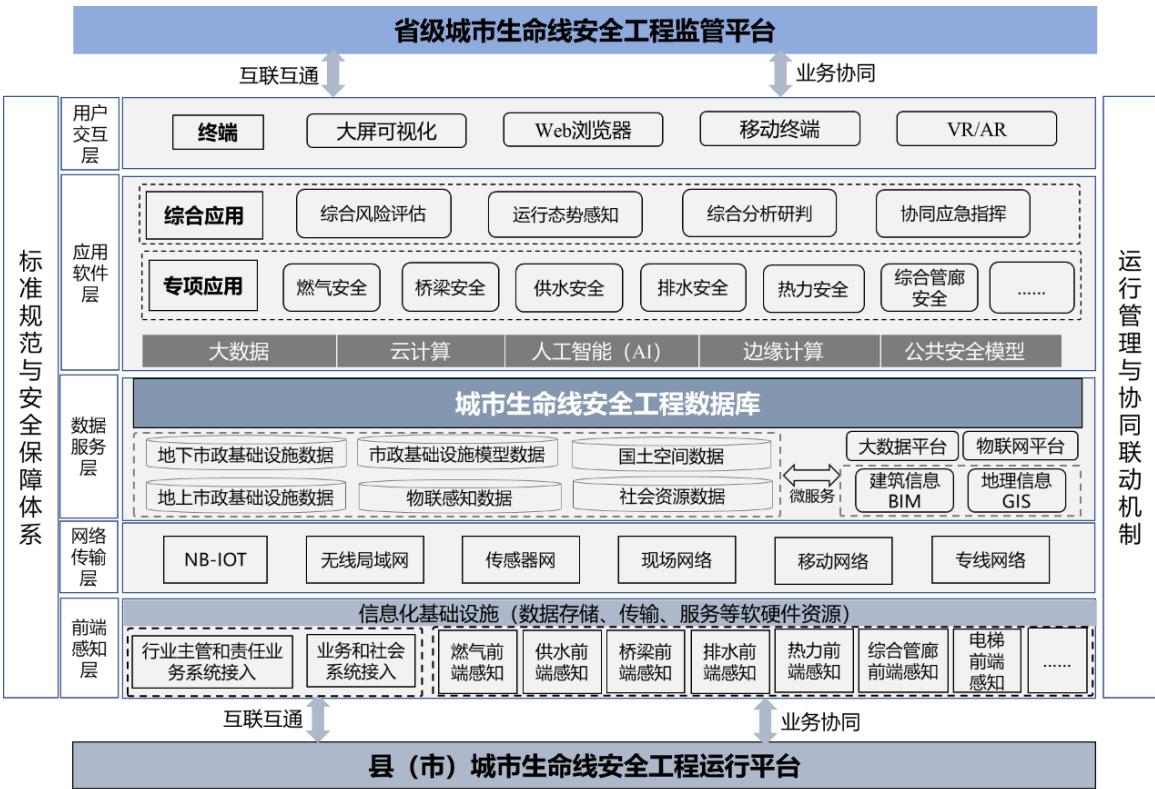 省级城市生命线安全工程监管平台
互联互通
业务协同
标准规范与安全保障体系
运行管理与协同联动机制
用户
交互
层
终端
大屏可视化
Web浏览器
移动终端
VR/AR
应用
软件
层
综合应用
综合风险评估
运行态势感知
综合分析研判
协同应急指挥
专项应用
燃气安全
桥梁安全
供水安全
排水安全
热力安全
综合管廊
安全
......
大数据
云计算
人工智能（AI）
边缘计算
公共安全模型
数据
服务
层
城市生命线安全工程数据库
地下市政基础设施数据
市政基础设施模型数据
国土空间数据
地上市政基础设施数据
物联感知数据
社会资源数据
微服务
大数据平台
物联网平台
建筑信息
BIM
地理信息
GIS
网络
传输
层
NB-IOT
无线局域网
传感器网
现场网络
移动网络
专线网络
前端
感知
层
信息化基础设施（数据存储、传输、服务等软硬件资源）
行业主管和责任业
务系统接入
业务和社会
系统接入
燃气前
端感知
供水前
端感知
桥梁前
端感知
排水前
端感知
热力前
端感知
综合管廊
前端感知
电梯
前端
感知
......
互联互通
业务协同
县（市）城市生命线安全工程运行平台